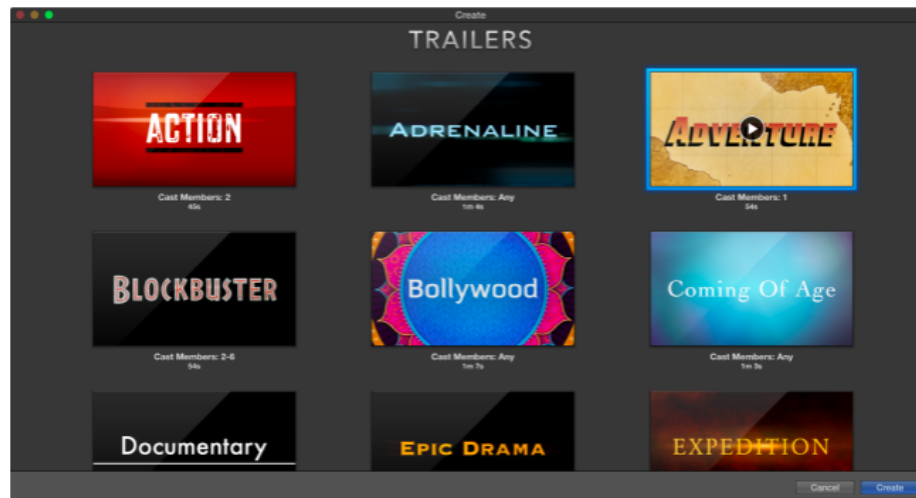 Create
TRAILERS
ACTION
ADRENALINE
ADVENTURE
Cast Members: 2
45s
Cast Members: Any
1m 4s
Cast Members: 1
54s
BLOCKBUSTER
Bollywood
Coming Of Age
Cast Members: 2-6
54s
Cast Members: Any
1m 7s
Cast Members: Any
1m 3s
Documentary
EPIC DRAMA
EXPEDITION
Cancel
Create